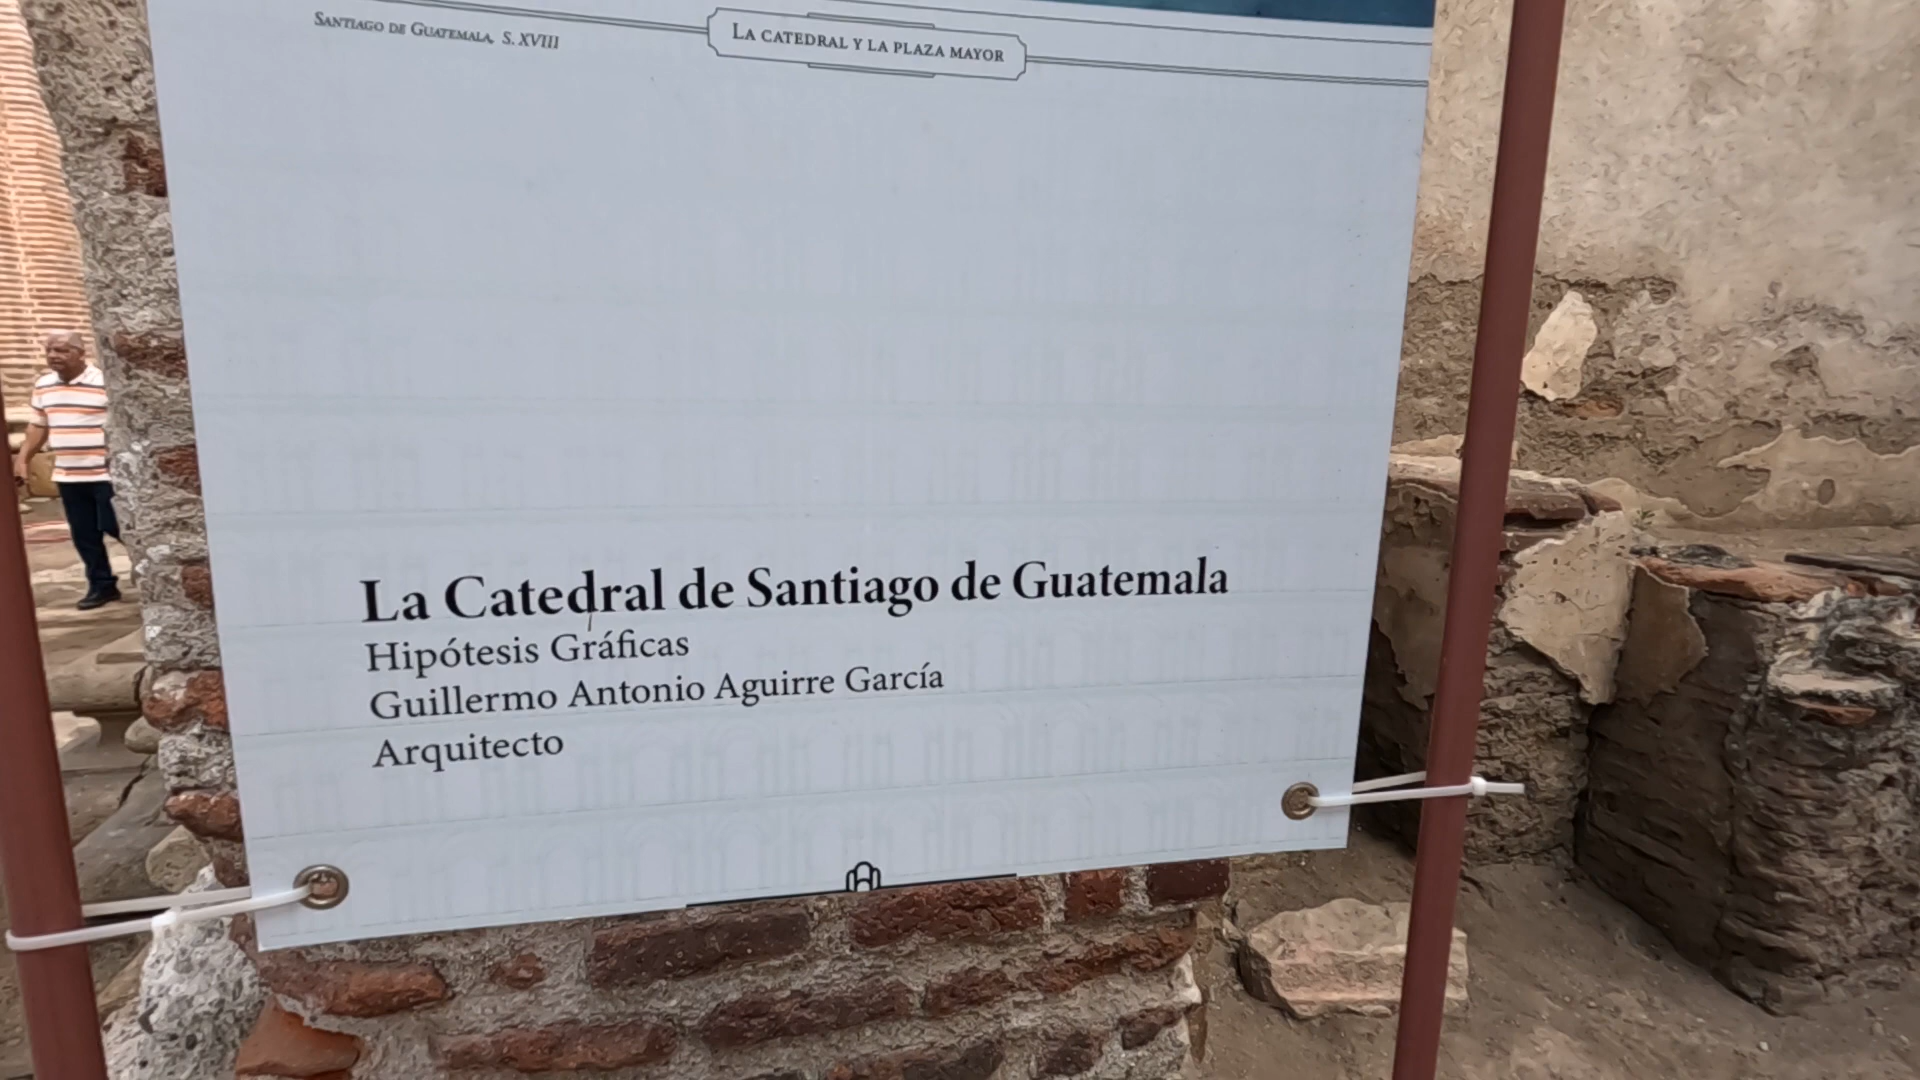 SANTIAGO DE GUATEMALA, S. XVIII
LA CATEDRAL Y LA PLAZA MAYOR
La Catedral de Santiago de Guatemala
Hipótesis Gráficas
Guillermo Antonio Aguirre García
Arquitecto